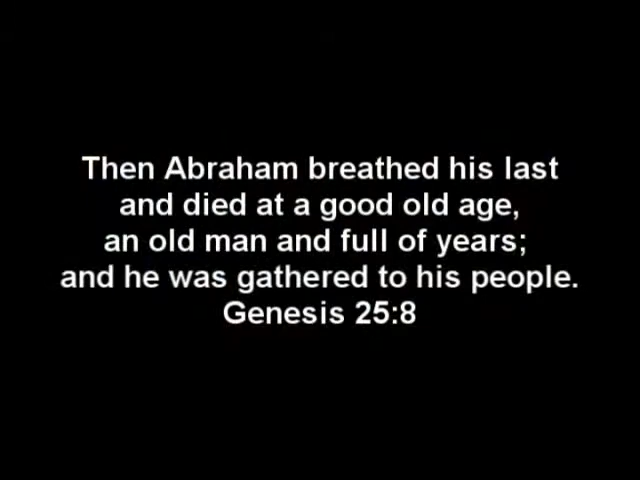 Then Abraham breathed his last
and died at a good old age,
an old man and full of years;
and he was gathered to his people.
Genesis 25:8